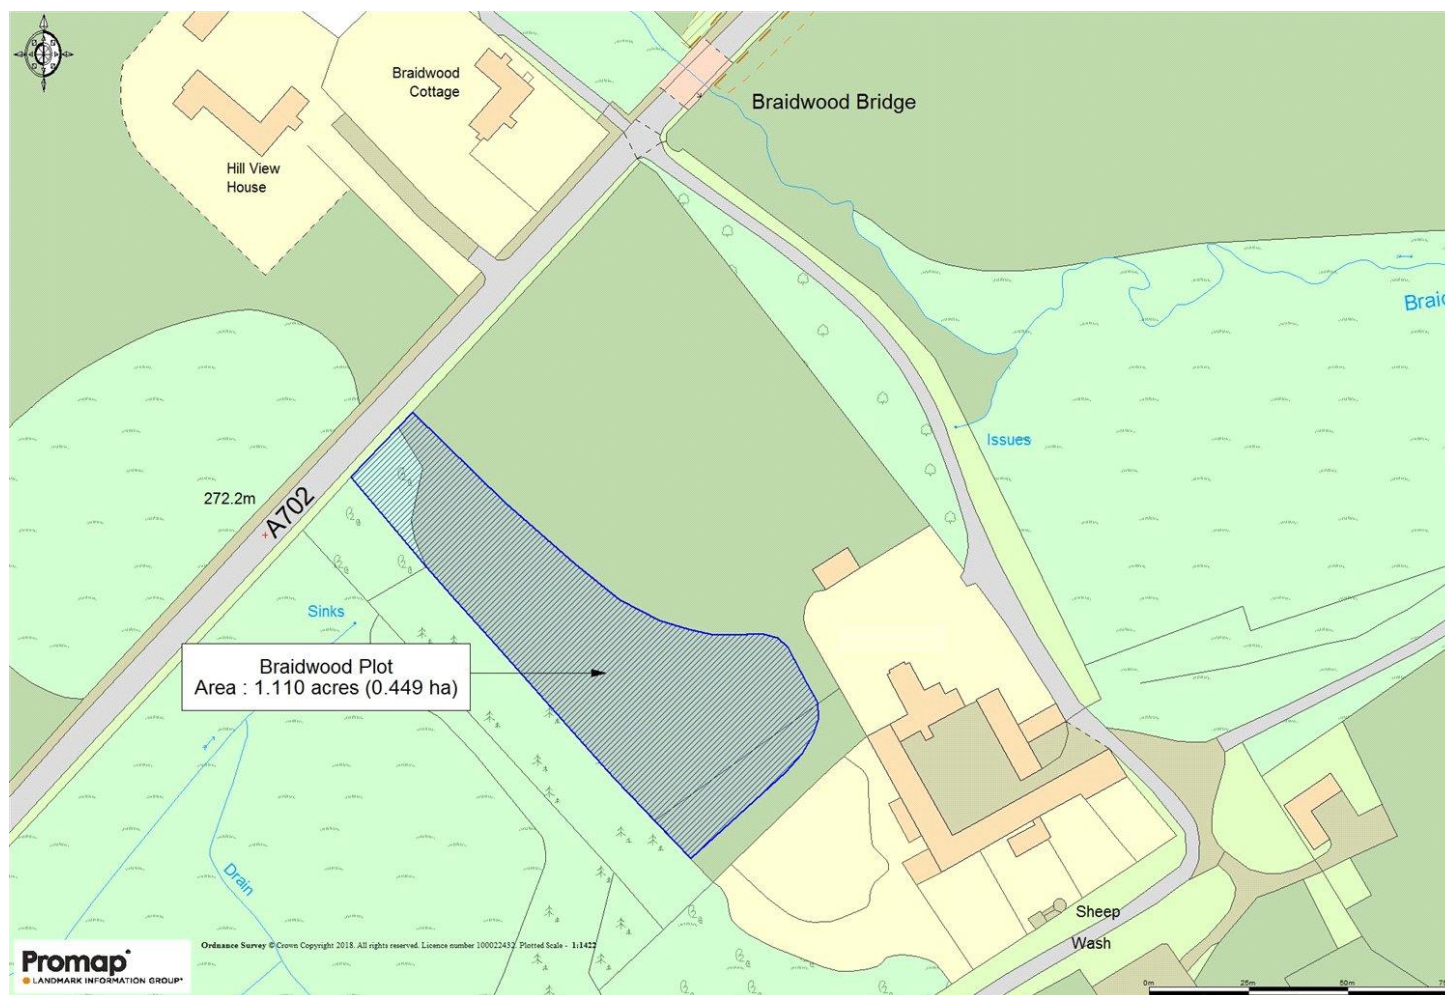 Braidwood
Cottage
Braidwood Bridge
Hill View
House
Braid
Issues
272.2m
A702
Sinks
Braidwood Plot
Area : 1.110 acres (0.449 ha)
Drain
Sheep
Wash
Ordnance Survey © Crown Copyright 2018. All rights reserved. Licence number 100022432. Plotted Scale - 1:1422
Promap
LANDMARK INFORMATION GROUP
0m 25m 50m